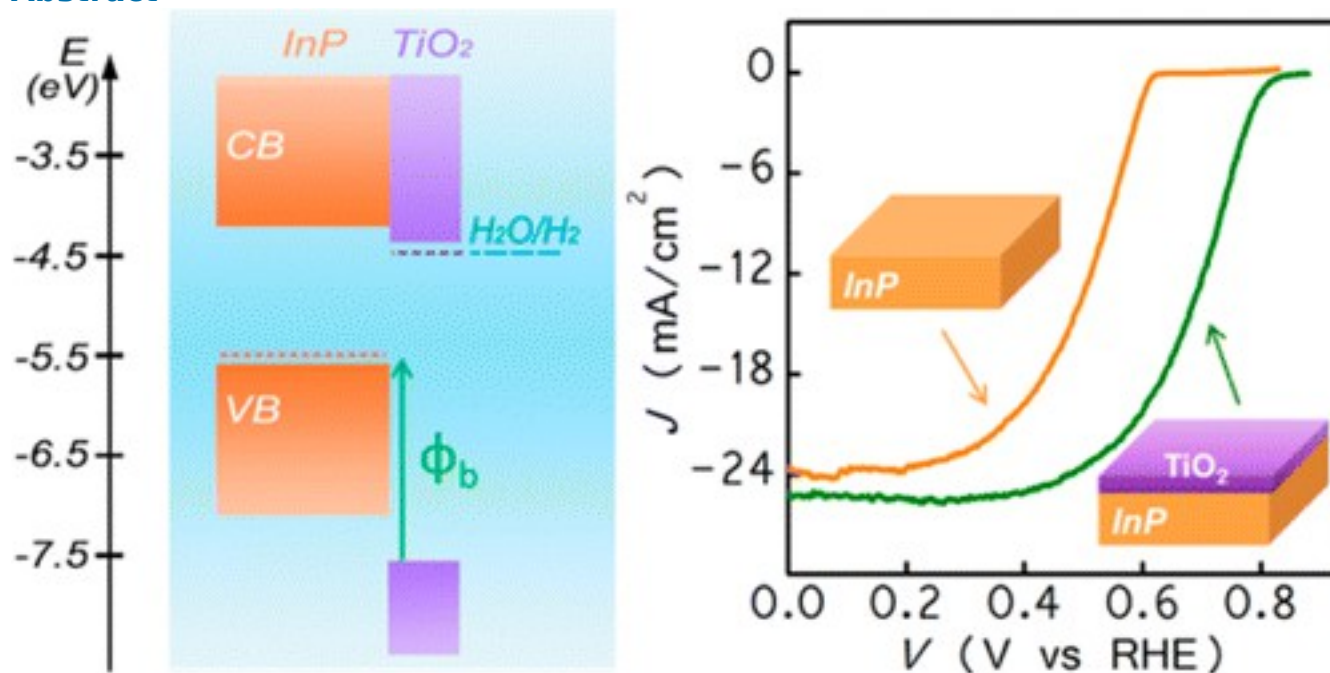 InP TiO₂
E
(eV)
-3.5
-4.5
-5.5
-6.5
-7.5
CB
H₂O/H₂
VB
ϕb
J (mA/cm²)
0
-6
-12
-18
-24
InP
TiO₂
InP
0.0 0.2 0.4 0.6 0.8
V (V vs RHE)